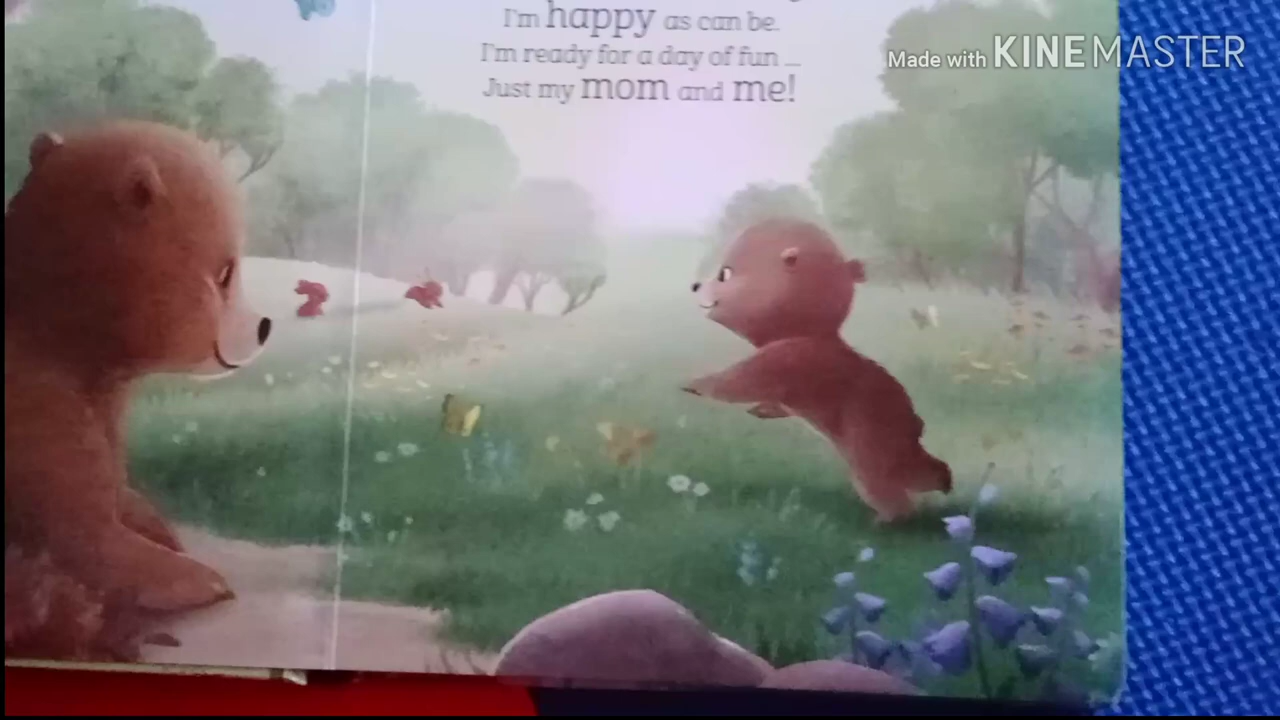 I'm happy as can be.
I'm ready for a day of fun ...
Just my mom and me!
Made with KINEMASTER